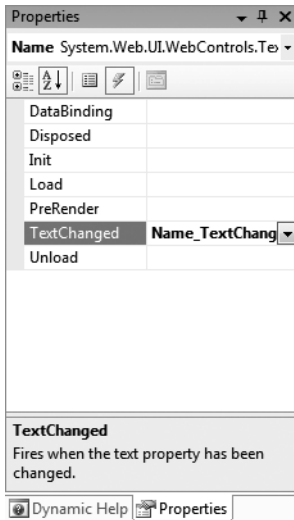 Properties
Name System.Web.UI.WebControls.Te
DataBinding
Disposed
Init
Load
PreRender
TextChanged Name_TextChang
Unload
TextChanged
Fires when the text property has been
changed.
Dynamic Help Properties